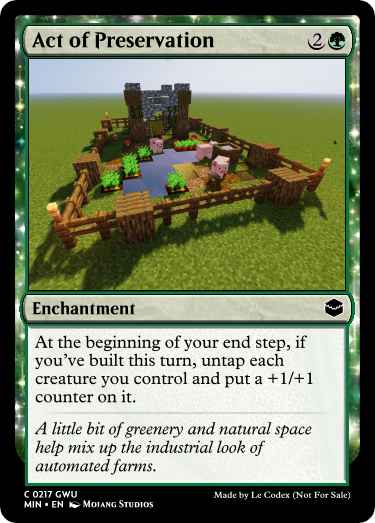 Act of Preservation 2
Enchantment
At the beginning of your end step, if
you've built this turn, untap each
creature you control and put a +1/+1
counter on it.
A little bit of greenery and natural space
help mix up the industrial look of
automated farms.
C 0217 GWU
MIN • EN Mojang Studios
Made by Le Codex (Not For Sale)